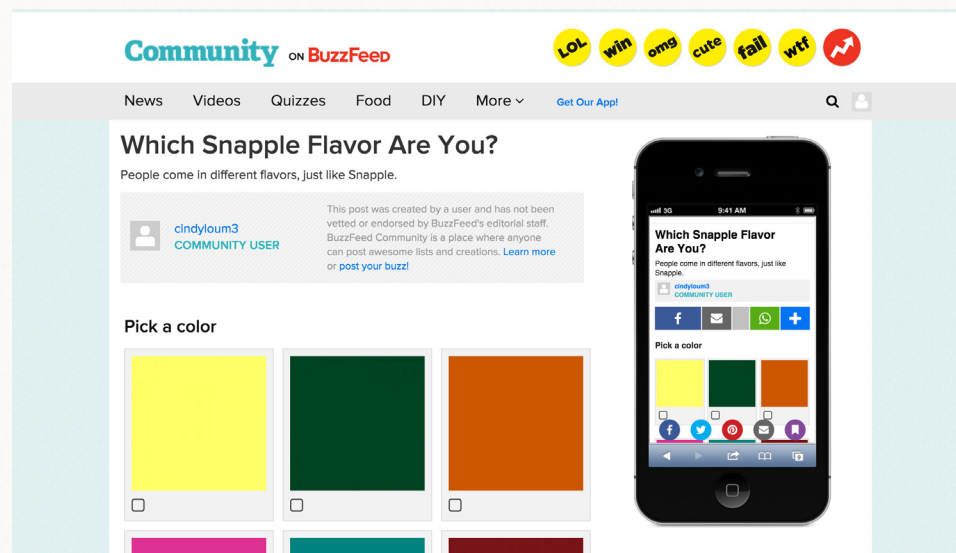 Community ON BuzzFeeD
LOL win omg cute fail wtf
News Videos Quizzes Food DIY More Get Our App!
Which Snapple Flavor Are You?
People come in different flavors, just like Snapple.
cindyloum3
COMMUNITY USER
This post was created by a user and has not been
vetted or endorsed by BuzzFeed's editorial staff.
BuzzFeed Community is a place where anyone
can post awesome lists and creations. Learn more
or post your buzz!
Pick a color
3G 9:41 AM
Which Snapple Flavor
Are You?
People come in different flavors, just like
Snapple.
cindyloum3
COMMUNITY USER
Pick a color